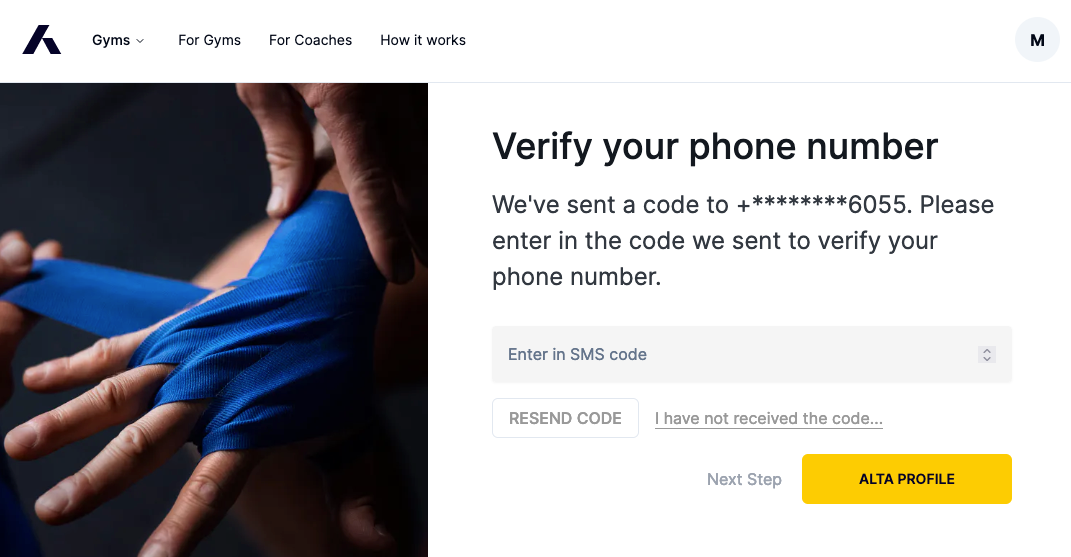 Gyms
For Gyms
For Coaches
How it works
M
Verify your phone number
We've sent a code to +********6055. Please
enter in the code we sent to verify your
phone number.
Enter in SMS code
RESEND CODE
I have not received the code...
Next Step
ALTA PROFILE